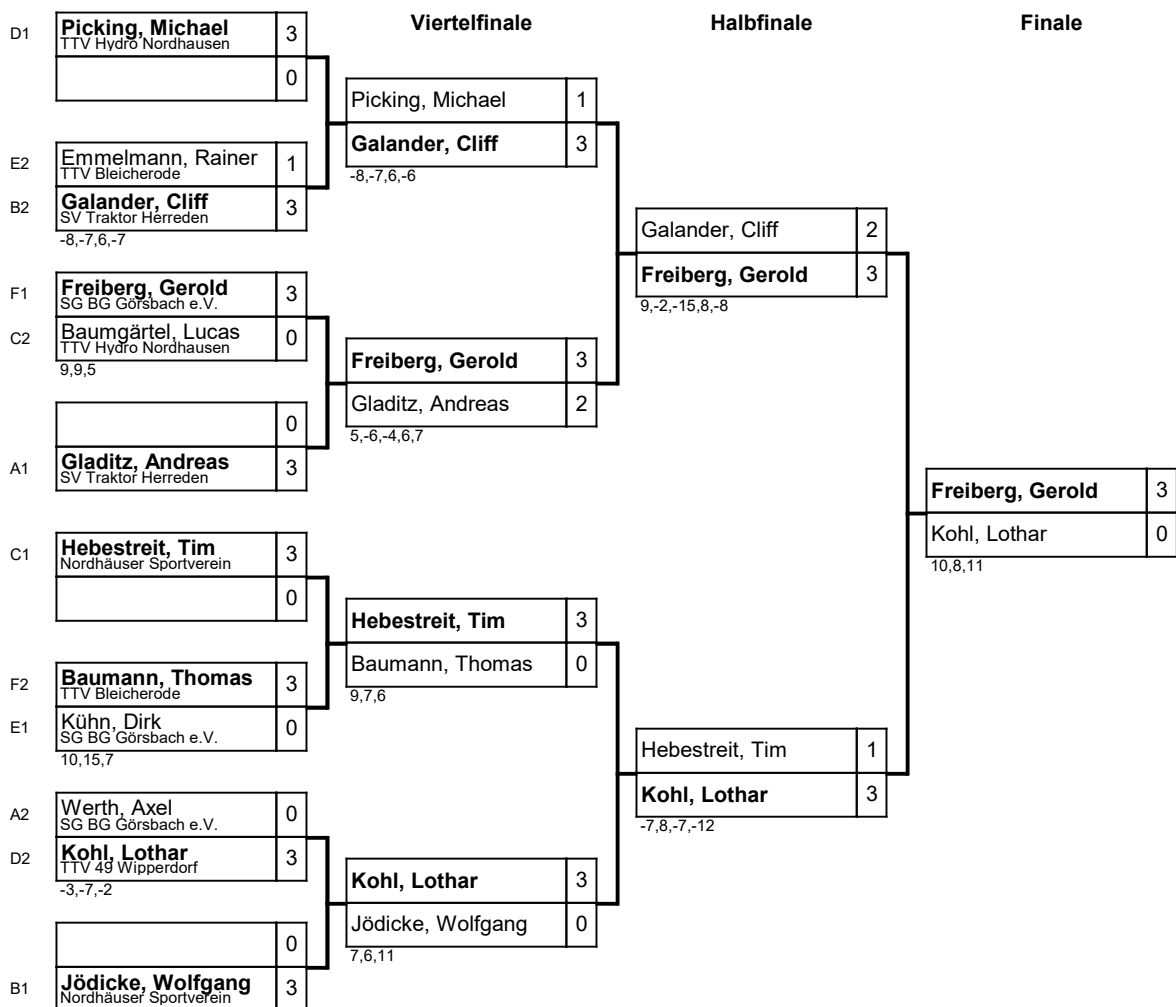 Viertelfinale
Halbfinale
Finale
D1
Picking, Michael
TTV Hydro Nordhausen
3
0
E2
Emmelmann, Rainer
TTV Bleicherode
1
B2
Galander, Cliff
SV Traktor Herreden
3
-8,-7,6,-7
F1
Freiberg, Gerold
SG BG Görsbach e.V.
3
C2
Baumgärtel, Lucas
TTV Hydro Nordhausen
0
9,9,5
0
A1
Gladitz, Andreas
SV Traktor Herreden
3
C1
Hebestreit, Tim
Nordhäuser Sportverein
3
0
F2
Baumann, Thomas
TTV Bleicherode
3
E1
Kühn, Dirk
SG BG Görsbach e.V.
0
10,15,7
A2
Werth, Axel
SG BG Görsbach e.V.
0
D2
Kohl, Lothar
TTV 49 Wipperdorf
3
-3,-7,-2
0
B1
Jödicke, Wolfgang
Nordhäuser Sportverein
3
Picking, Michael 1
Galander, Cliff 3
-8,-7,6,-6
Freiberg, Gerold 3
Gladitz, Andreas 2
5,-6,-4,6,7
Hebestreit, Tim 3
Baumann, Thomas 0
9,7,6
Kohl, Lothar 3
Jödicke, Wolfgang 0
7,6,11
Galander, Cliff 2
Freiberg, Gerold 3
9,-2,-15,8,-8
Hebestreit, Tim 1
Kohl, Lothar 3
-7,8,-7,-12
Freiberg, Gerold 3
Kohl, Lothar 0
10,8,11